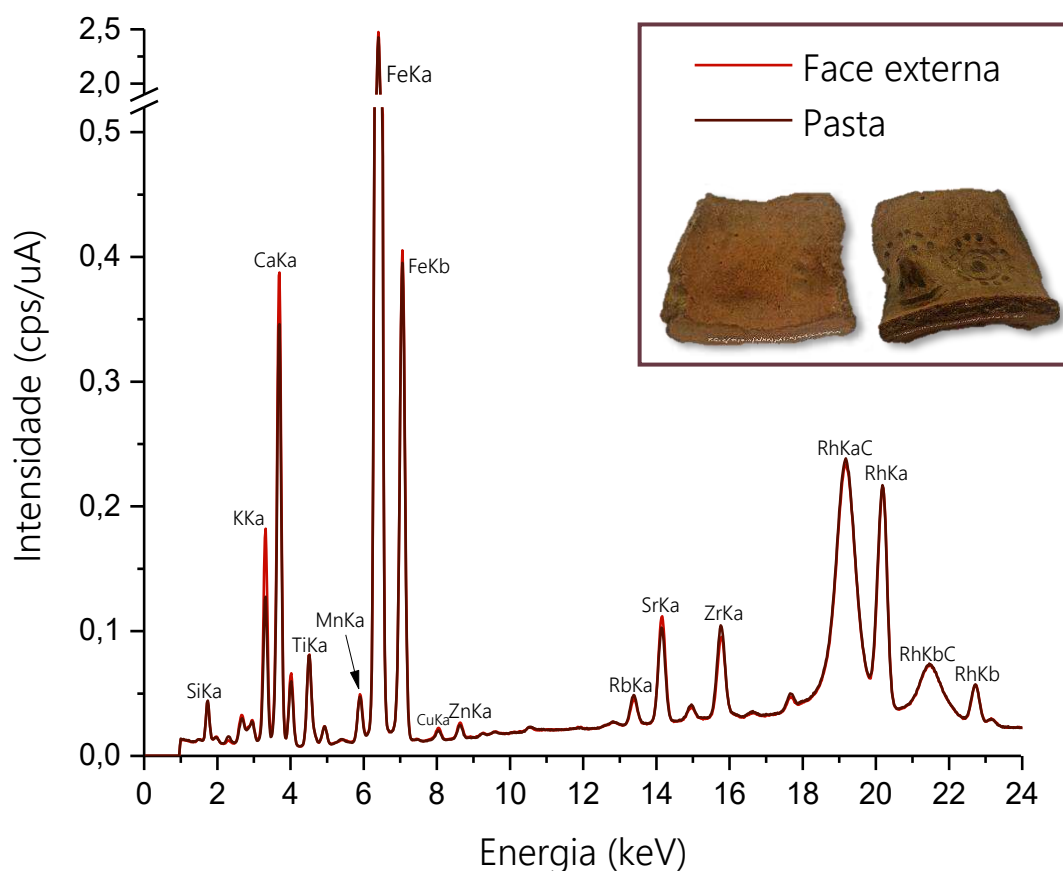 2,5
2,0
0,5
0,4
0,3
0,2
0,1
0,0
Intensidade (cps/uA)
0 2 4 6 8 10 12 14 16 18 20 22 24
Energia (keV)
Face externa
Pasta
FeKa
CaKa
FeKb
KKa
MnKa
TiKa
SiKa
CuKa
ZnKa
RbKa
SrKa
ZrKa
RhKaC
RhKa
RhKbC
RhKb